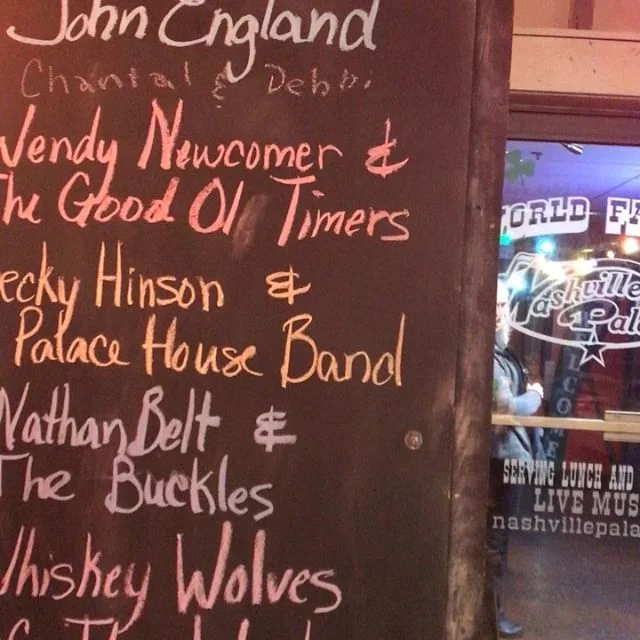 John England
Chantal & Debbi
Wendy Newcomer &
The Good Ol Timers
ecky Hinson &
Palace House Band
Nathan Belt &
The Buckles
Whiskey Wolves
WORLD FA
Nashville
Pal
SERVING LUNCH AND
LIVE MUS
nashvillepala